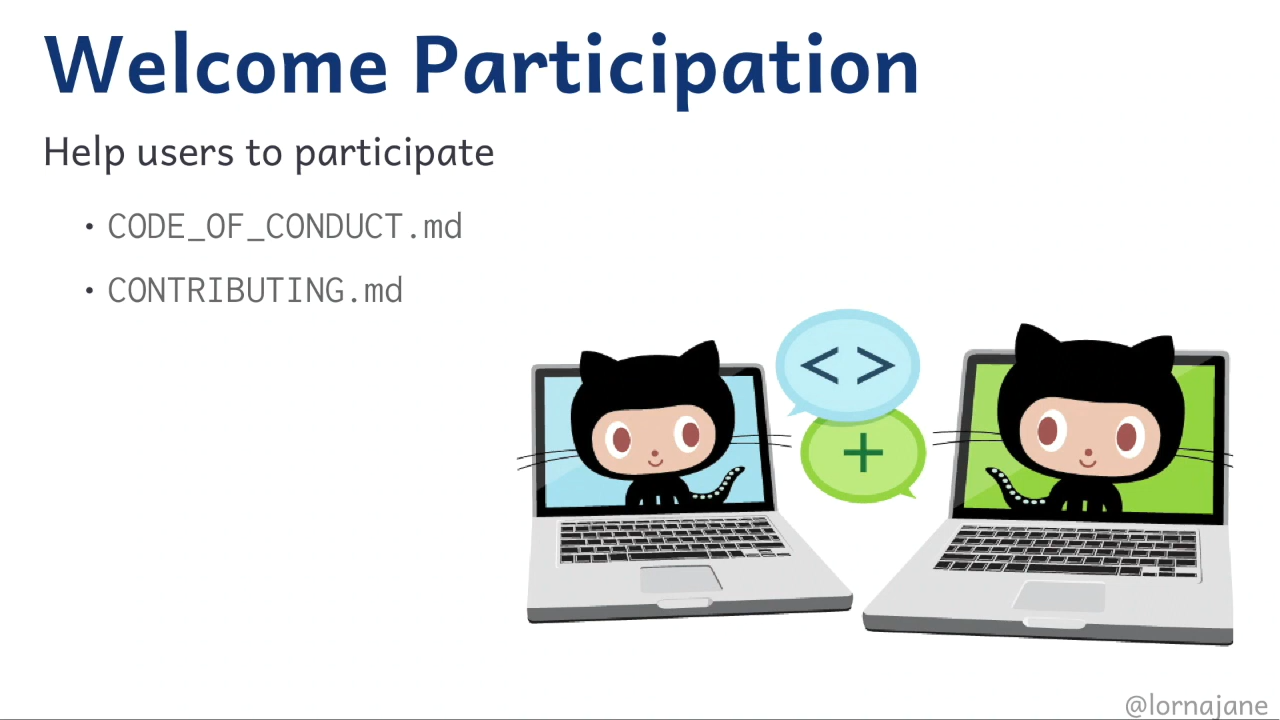 Welcome Participation
Help users to participate
• CODE_OF_CONDUCT.md
• CONTRIBUTING.md
< >
+
@lornajane